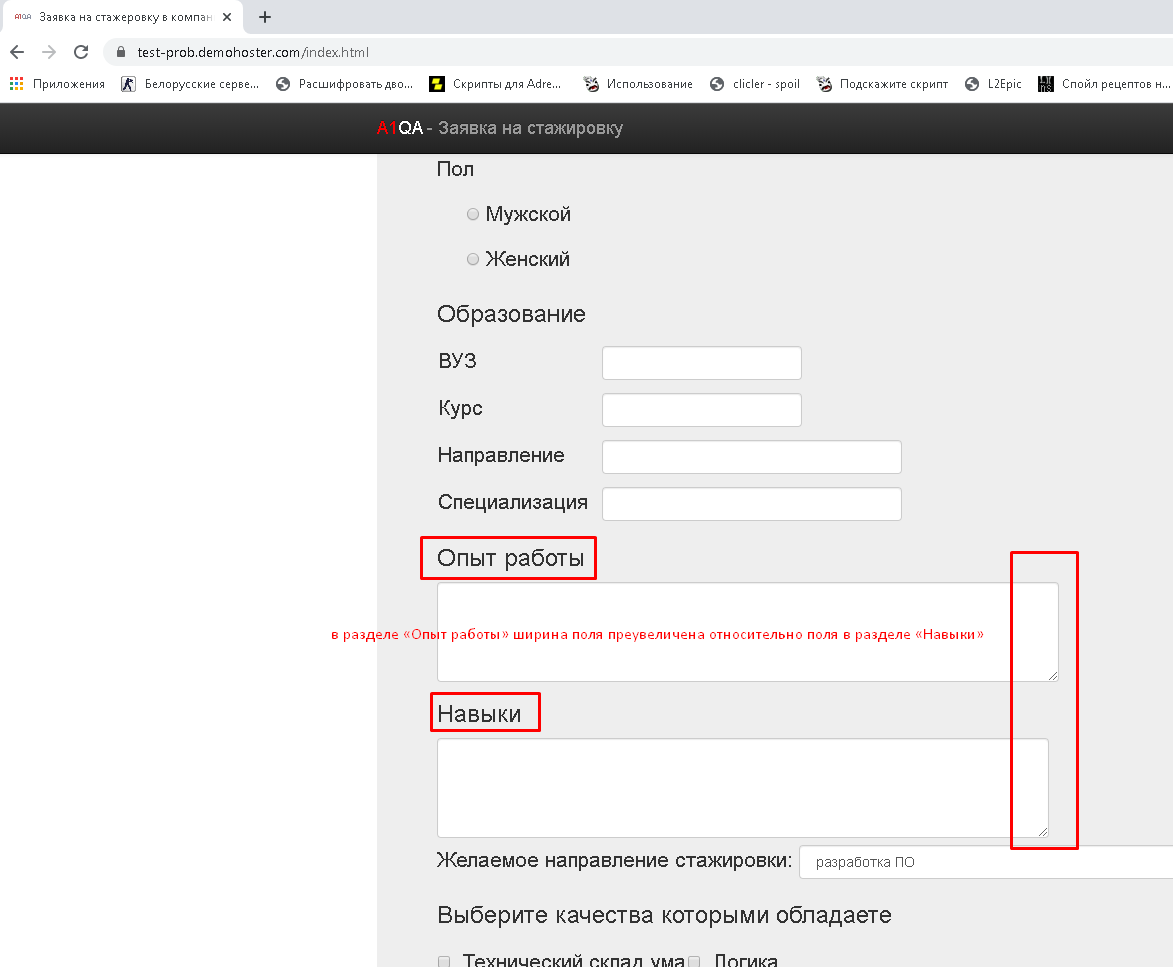 A1QA Заявка на стажировку в компан
test-prob.demohoster.com/index.html
Приложения Белорусские серве... Расшифровать дво... Скрипты для Adre... Использование clicler - spoil Подскажите скрипт L2Epic Спойл рецептов н...
A1QA - Заявка на стажировку
Пол
Мужской
Женский
Образование
ВУЗ
Курс
Направление
Специализация
Опыт работы
в разделе «Опыт работы» ширина поля преувеличена относительно поля в разделе «Навыки»
Навыки
Желаемое направление стажировки: разработка ПО
Выберите качества которыми обладаете
Технический склад ума Логика